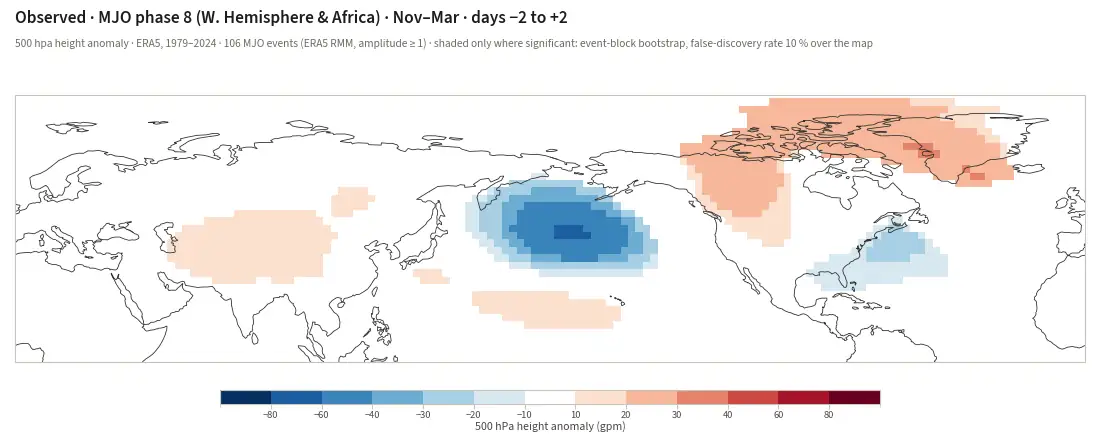 Observed · MJO phase 8 (W. Hemisphere & Africa) · Nov–Mar · days −2 to +2
500 hpa height anomaly · ERA5, 1979–2024 · 106 MJO events (ERA5 RMM, amplitude ≥ 1) · shaded only where significant: event-block bootstrap, false-discovery rate 10 % over the map
−80 −60 −40 −30 −20 −10 10 20 30 40 60 80
500 hPa height anomaly (gpm)